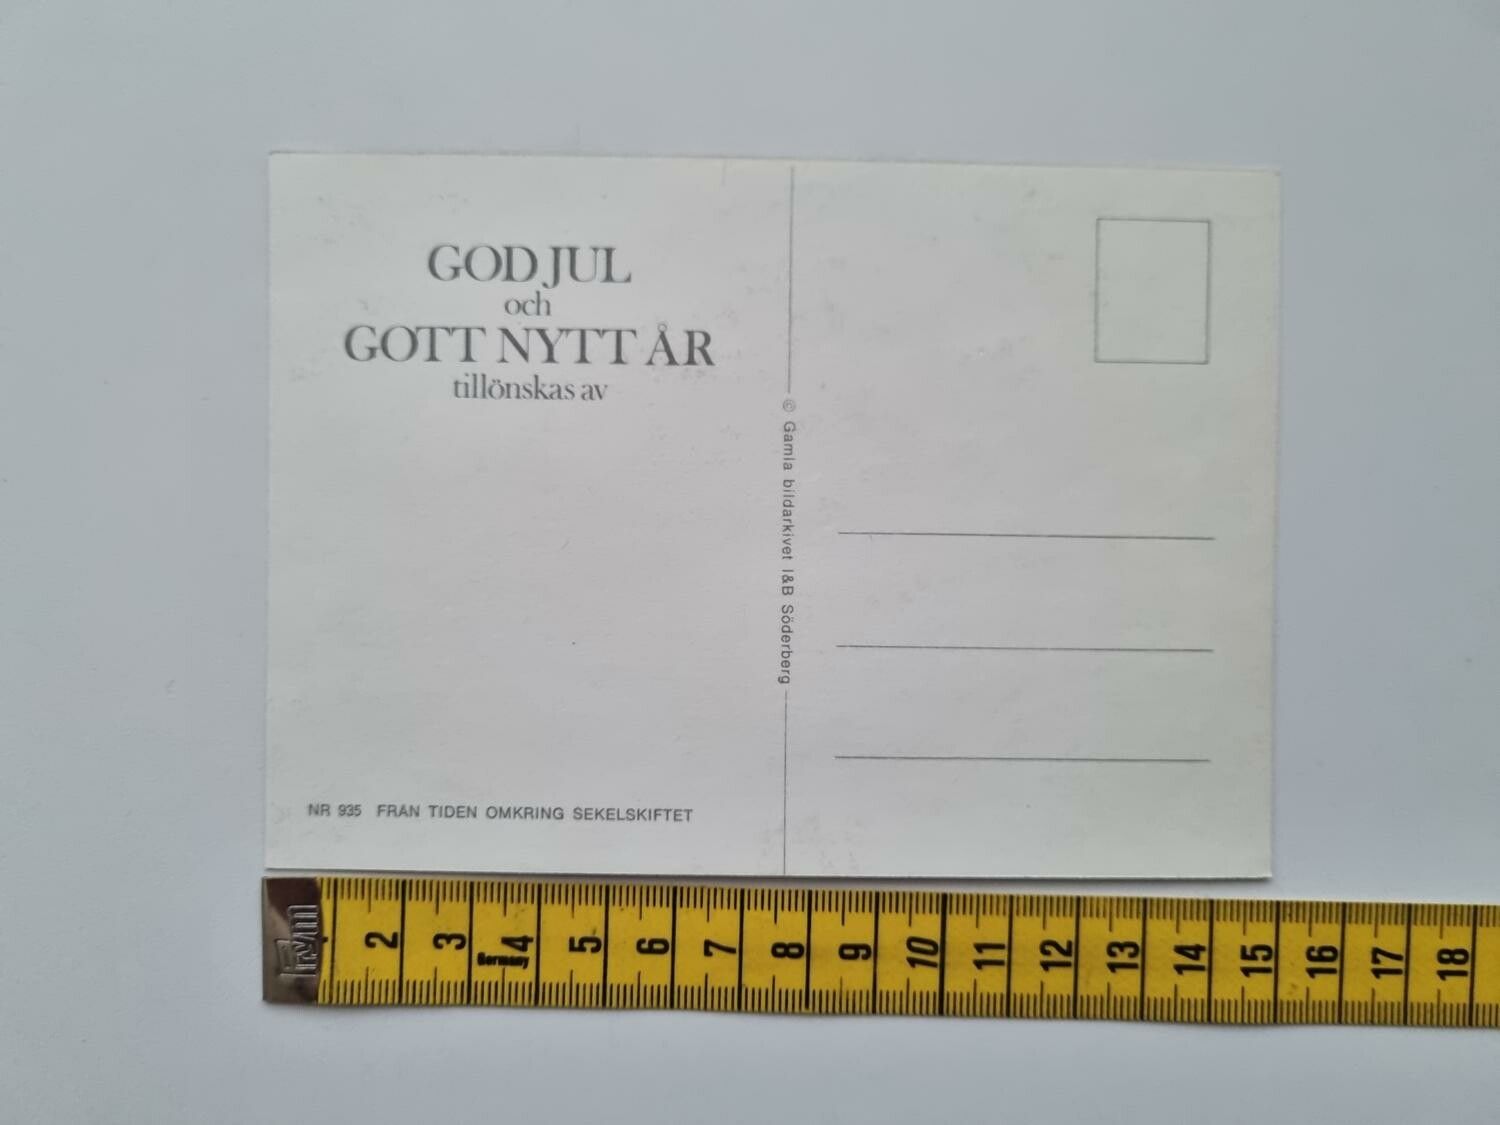 GOD JUL
och
GOTT NYTT ÅR
tillönskas av
© Gamla bildarkivet I&B Söderberg
NR 935 FRÅN TIDEN OMKRING SEKELSKIFTET
2 3 4 5 6 7 8 9 10 11 12 13 14 15 16 17 18
Germany